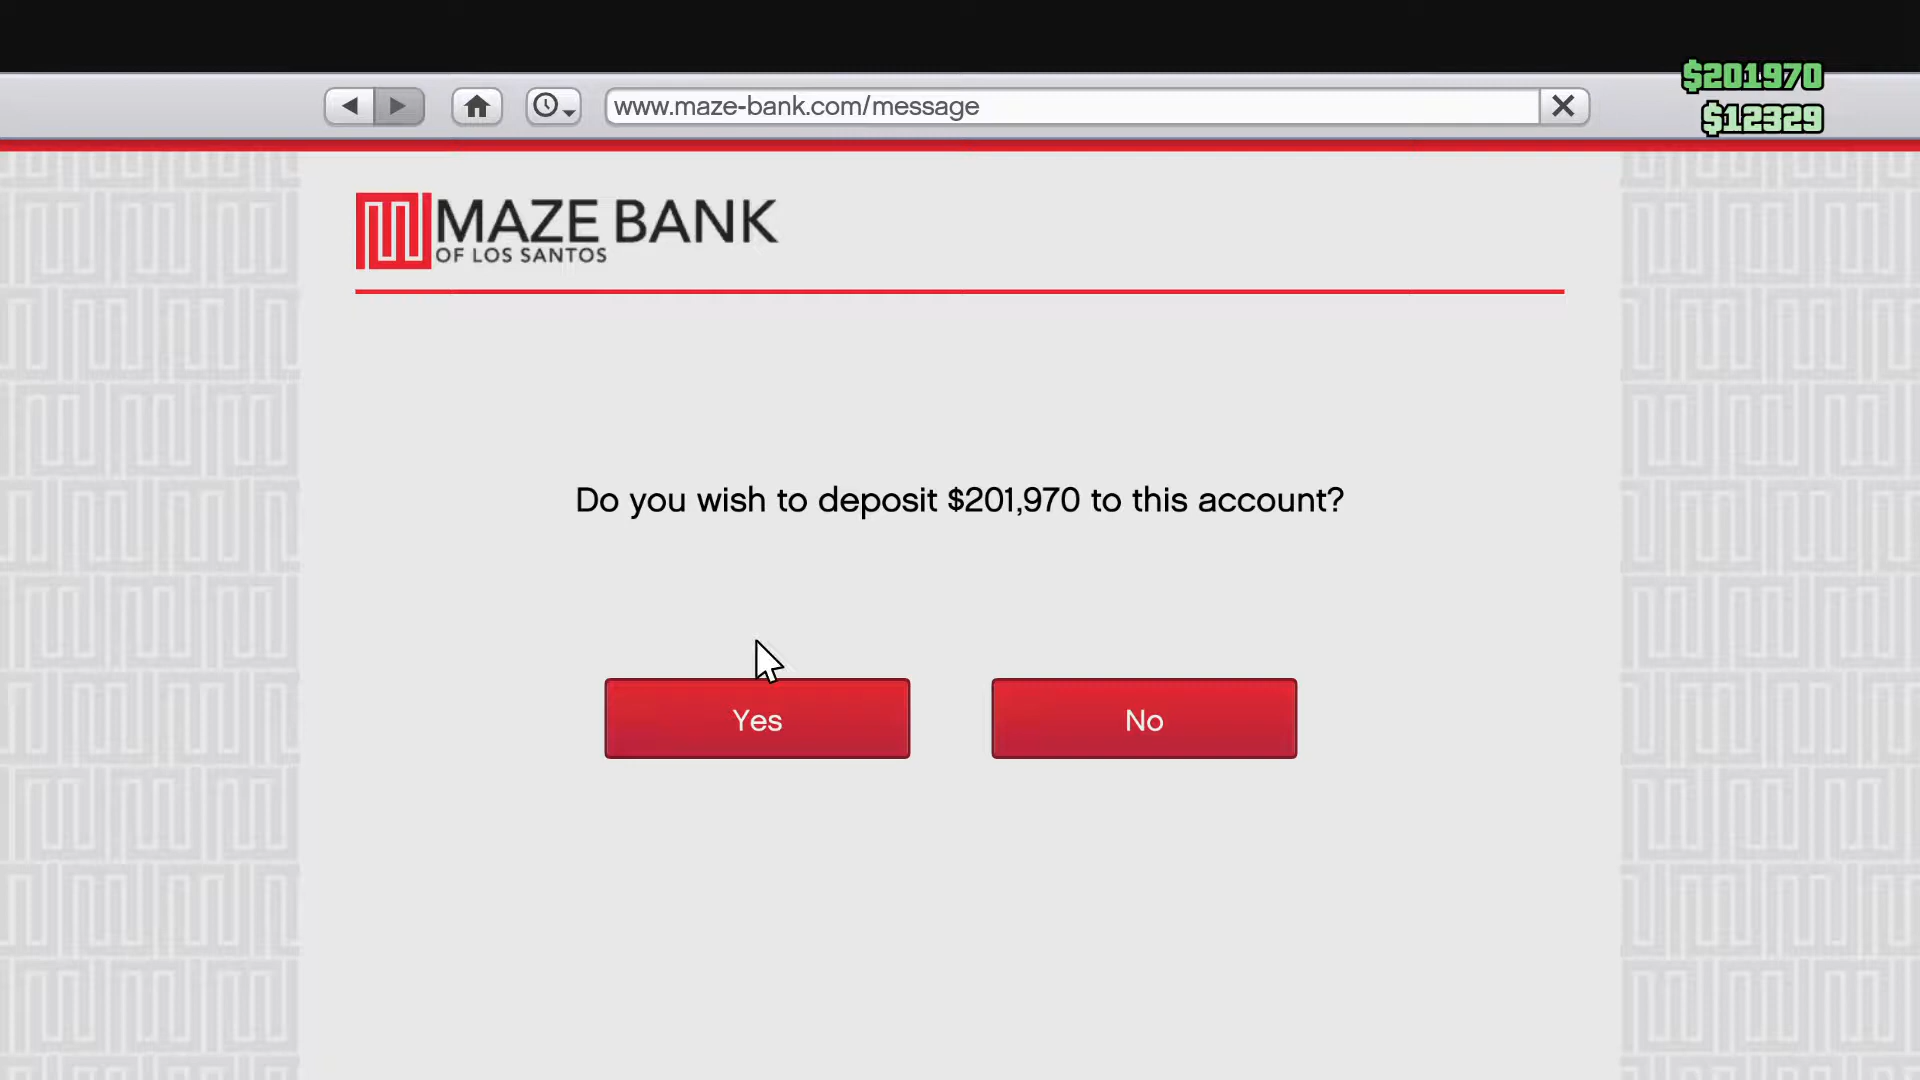 $201970
www.maze-bank.com/message
$12329
MAZE BANK
OF LOS SANTOS
Do you wish to deposit $201,970 to this account?
Yes
No